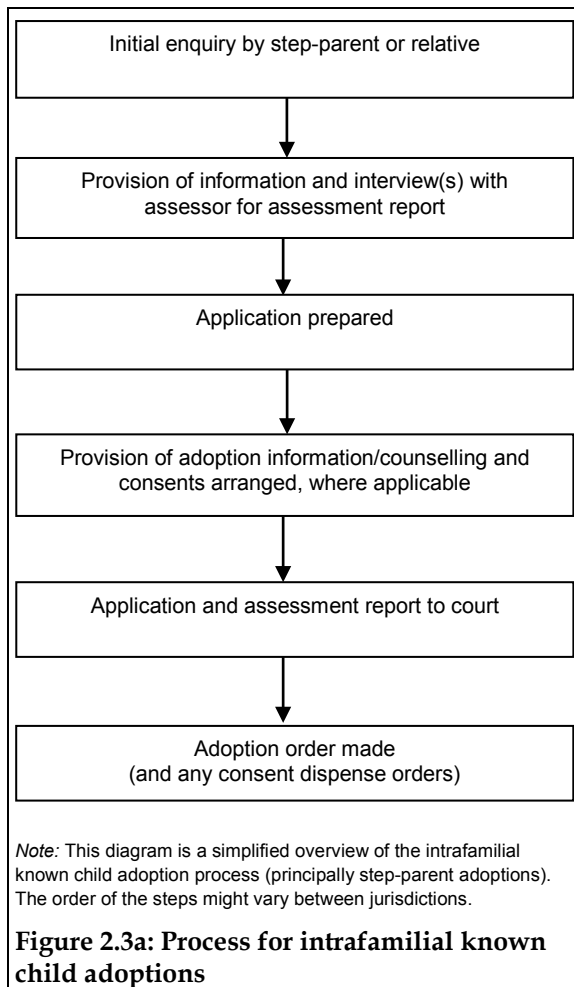 Initial enquiry by step-parent or relative
Provision of information and interview(s) with
assessor for assessment report
Application prepared
Provision of adoption information/counselling and
consents arranged, where applicable
Application and assessment report to court
Adoption order made
(and any consent dispense orders)
Note: This diagram is a simplified overview of the intrafamilial
known child adoption process (principally step-parent adoptions).
The order of the steps might vary between jurisdictions.
Figure 2.3a: Process for intrafamilial known
child adoptions